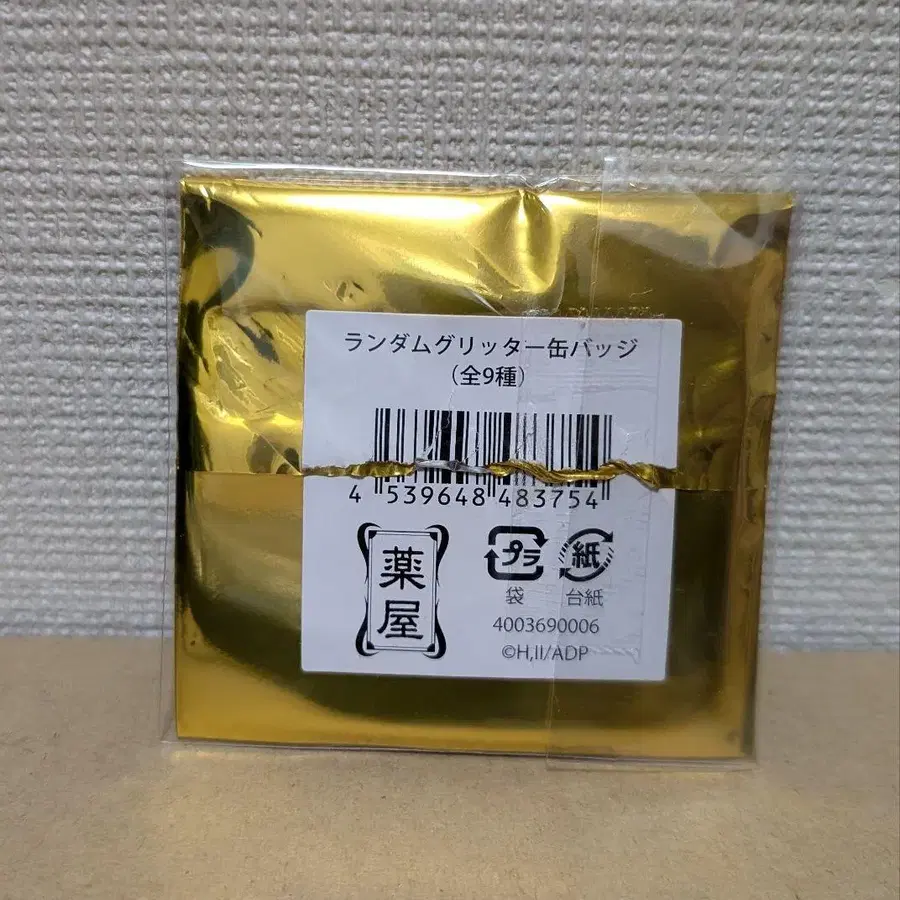 ランダムグリッター缶バッジ
（全9種）
4 539648 483754
薬屋
プラ 紙
袋 台紙
4003690006
©H,II/ADP